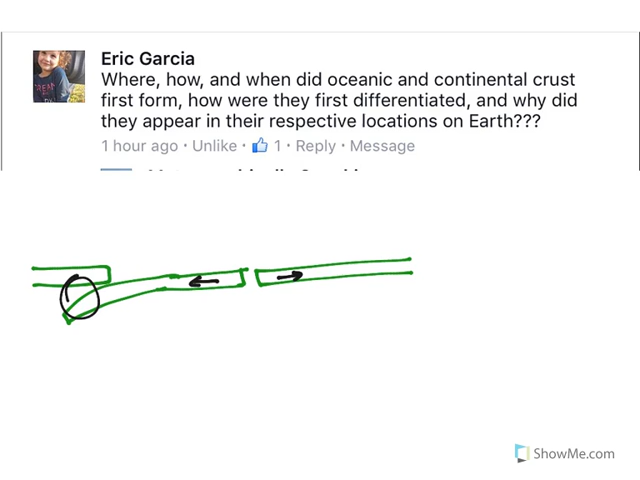 Eric Garcia
Where, how, and when did oceanic and continental crust
first form, how were they first differentiated, and why did
they appear in their respective locations on Earth???
1 hour ago · Unlike · 1 · Reply · Message
ShowMe.com